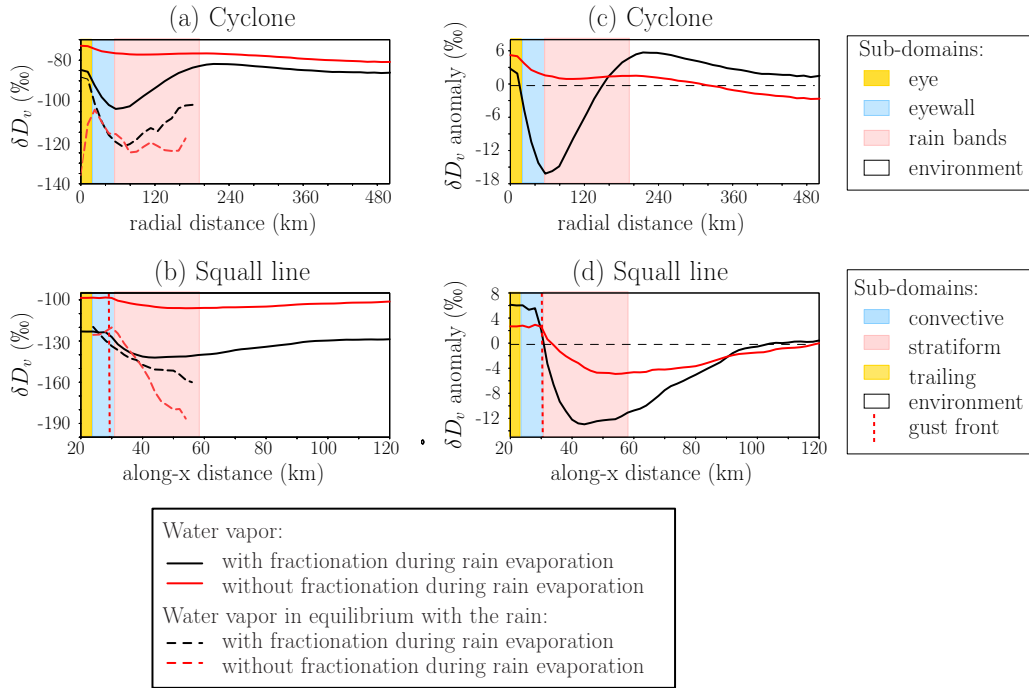 (a) Cyclone
δD_v (‰)
-80
-100
-120
-140
0
120
240
360
480
radial distance (km)
(c) Cyclone
δD_v anomaly (‰)
6
0
-6
-12
-18
0
120
240
360
480
radial distance (km)
Sub-domains:
eye
eyewall
rain bands
environment
(b) Squall line
δD_v (‰)
-100
-130
-160
-190
20
40
60
80
100
120
along-x distance (km)
(d) Squall line
δD_v anomaly (‰)
8
4
0
-4
-8
-12
20
40
60
80
100
120
along-x distance (km)
Sub-domains:
convective
stratiform
trailing
environment
gust front
Water vapor:
with fractionation during rain evaporation
without fractionation during rain evaporation
Water vapor in equilibrium with the rain:
with fractionation during rain evaporation
without fractionation during rain evaporation